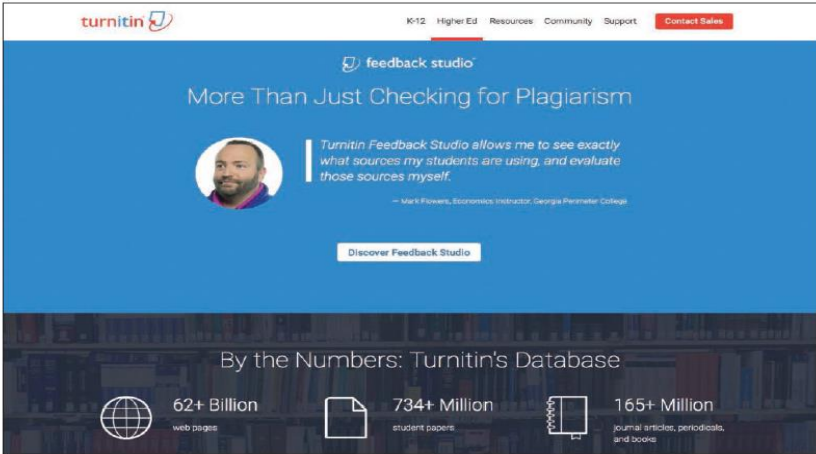 turnitin
K-12 Higher Ed Resources Community Support Contact Sales
feedback studio
More Than Just Checking for Plagiarism
Turnitin Feedback Studio allows me to see exactly
what sources my students are using, and evaluate
those sources myself.
— Mark Flowers, Economics Instructor, Georgia Perimeter College
Discover Feedback Studio
By the Numbers: Turnitin's Database
62+ Billion
web pages
734+ Million
student papers
165+ Million
journal articles, periodicals,
and books